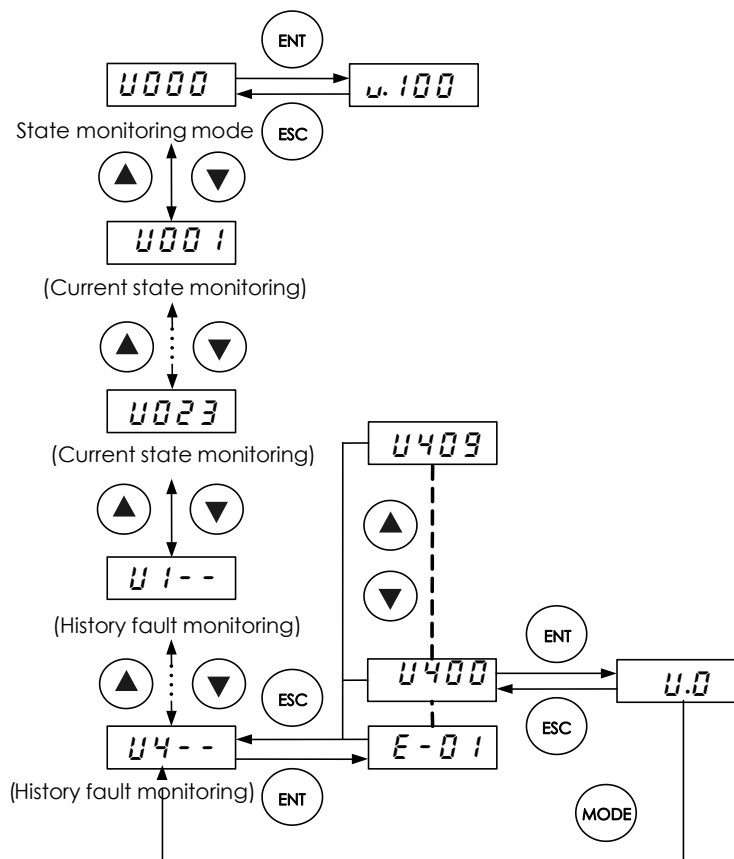 ENT
U000
u.100
State monitoring mode
ESC
U001
(Current state monitoring)
U023
(Current state monitoring)
U409
U1--
(History fault monitoring)
ENT
U400
U.0
ESC
ESC
U4--
E-01
(History fault monitoring)
ENT
MODE